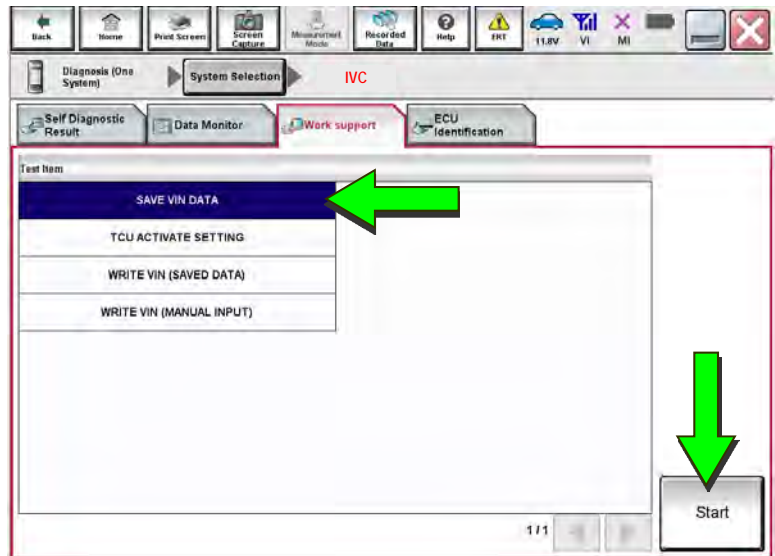 Back
Home
Print Screen
Screen
Capture
Measurement
Mode
Recorded
Data
Help
ERT
11.8V
VI
MI
Diagnosis (One
System)
System Selection
IVC
Self Diagnostic
Result
Data Monitor
Work support
ECU
Identification
Test Item
SAVE VIN DATA
TCU ACTIVATE SETTING
WRITE VIN (SAVED DATA)
WRITE VIN (MANUAL INPUT)
1/1
Start